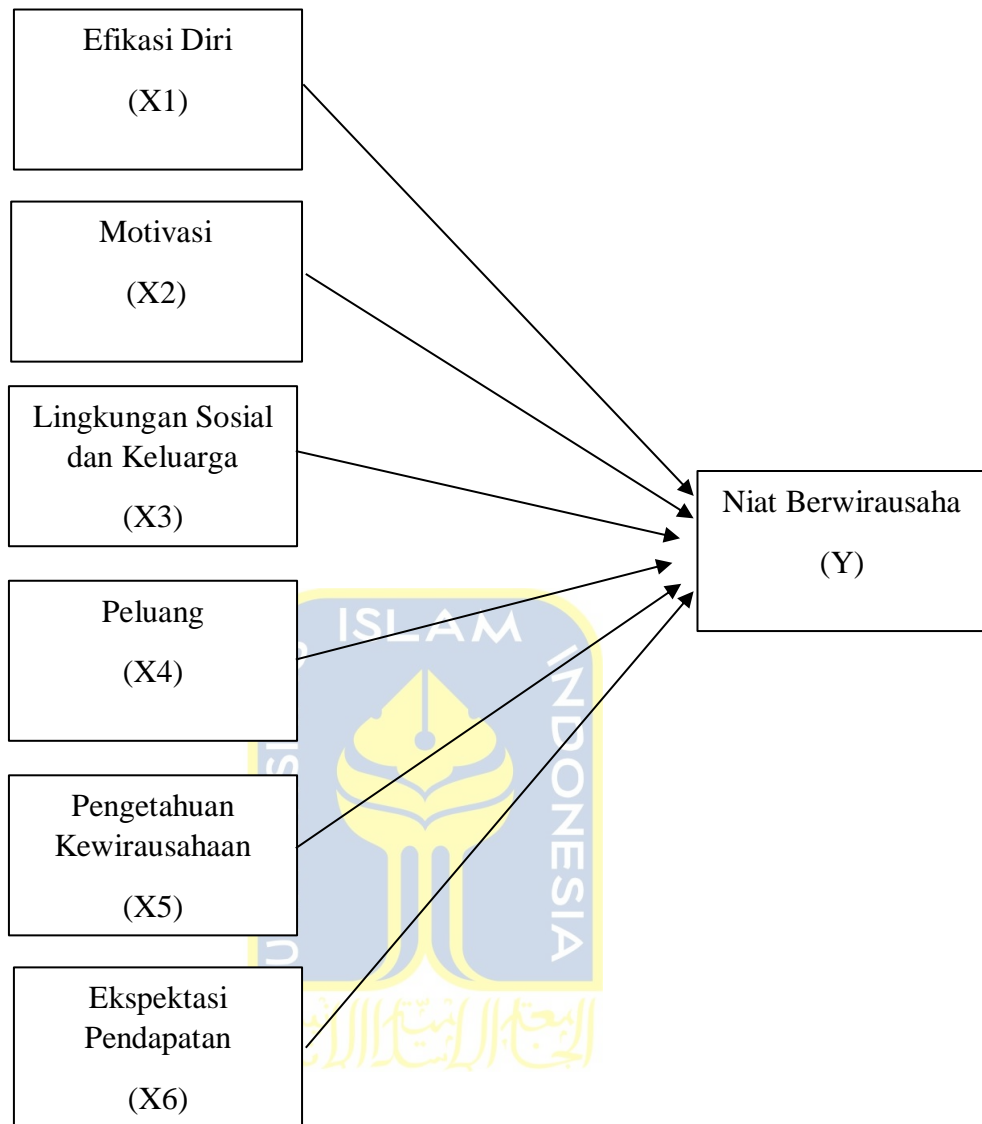 Efikasi Diri
(X1)
Motivasi
(X2)
Lingkungan Sosial
dan Keluarga
(X3)
Niat Berwirausaha
(Y)
Peluang
(X4)
Pengetahuan
Kewirausahaan
(X5)
Ekspektasi
Pendapatan
(X6)
ISLAM
INDONESIA